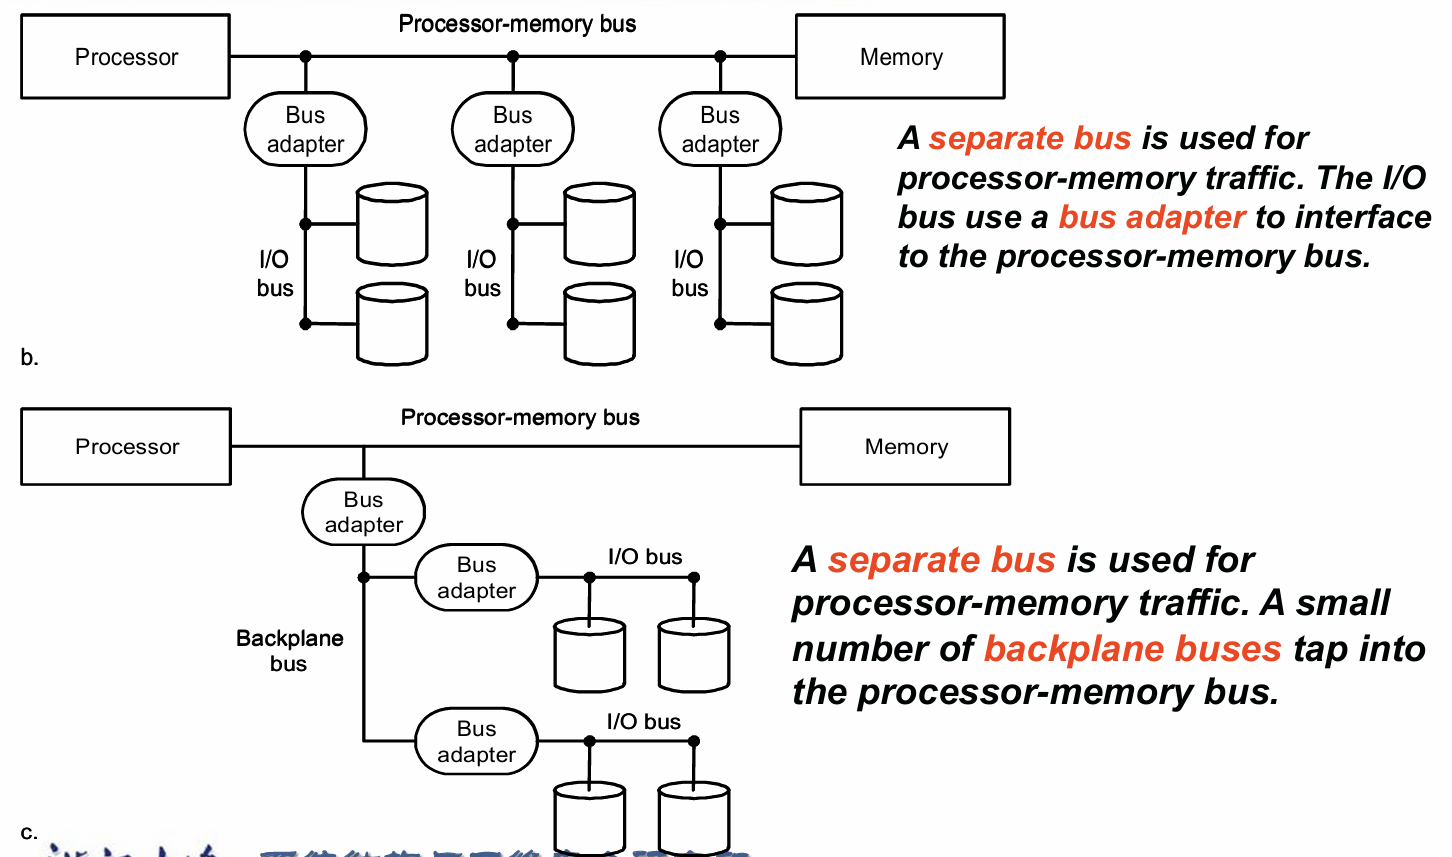 Processor-memory bus
Processor
Memory
Bus
adapter
Bus
adapter
Bus
adapter
A separate bus is used for
processor-memory traffic. The I/O
bus use a bus adapter to interface
to the processor-memory bus.
I/O
bus
I/O
bus
I/O
bus
b.
Processor-memory bus
Processor
Memory
Bus
adapter
Bus
adapter
I/O bus
Backplane
bus
A separate bus is used for
processor-memory traffic. A small
number of backplane buses tap into
the processor-memory bus.
Bus
adapter
I/O bus
c.